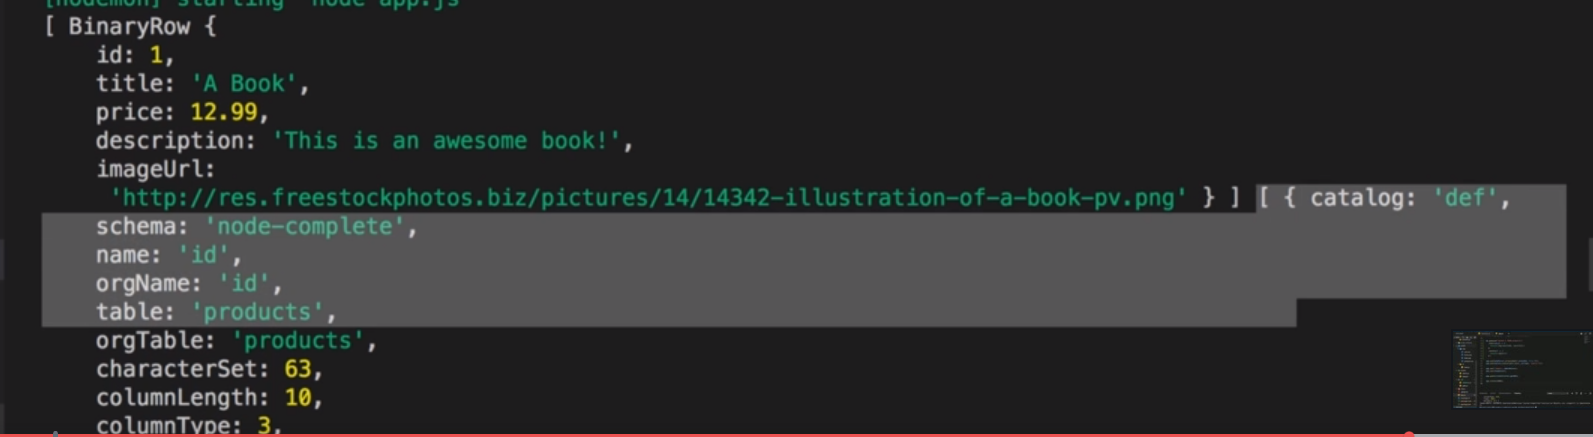 [nodemon] starting `node app.js`
[ BinaryRow {
id: 1,
title: 'A Book',
price: 12.99,
description: 'This is an awesome book!',
imageUrl:
'http://res.freestockphotos.biz/pictures/14/14342-illustration-of-a-book-pv.png' } ] [ { catalog: 'def',
schema: 'node-complete',
name: 'id',
orgName: 'id',
table: 'products',
orgTable: 'products',
characterSet: 63,
columnLength: 10,
columnType: 3,